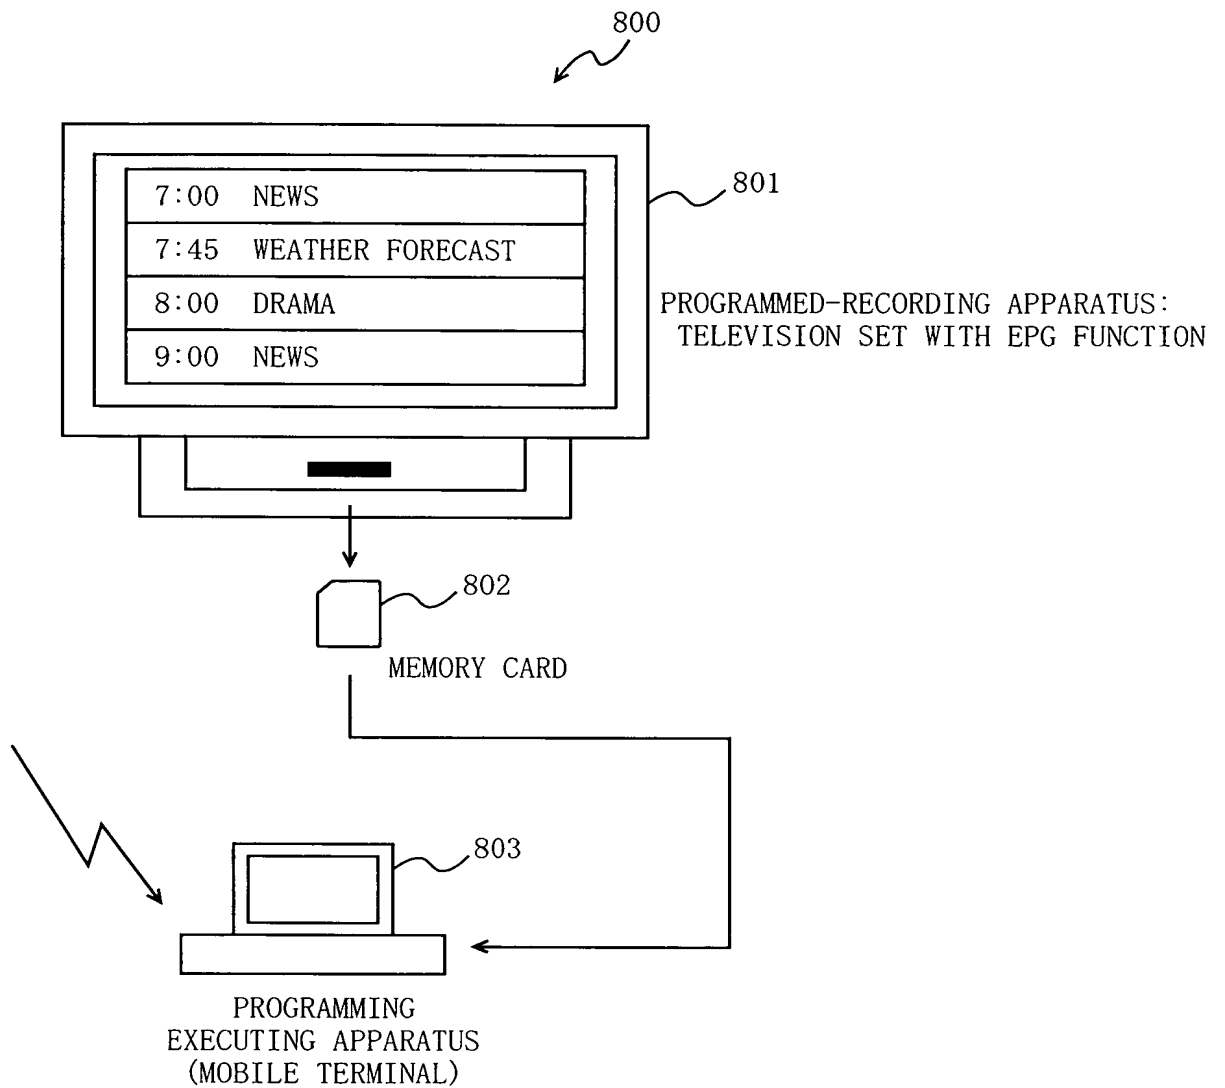 800
801
7:00 NEWS
7:45 WEATHER FORECAST
8:00 DRAMA
9:00 NEWS
PROGRAMMED-RECORDING APPARATUS:
TELEVISION SET WITH EPG FUNCTION
802
MEMORY CARD
803
PROGRAMMING
EXECUTING APPARATUS
(MOBILE TERMINAL)